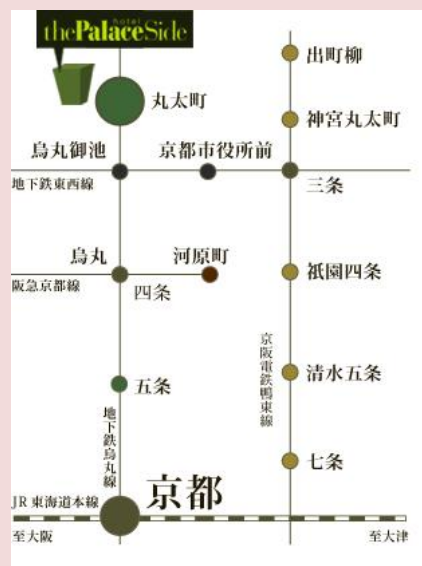 hotel
thePalaceSide
出町柳
丸太町
神宮丸太町
烏丸御池
京都市役所前
地下鉄東西線
三条
烏丸
河原町
祇園四条
阪急京都線
四条
京阪電鉄鴨東線
清水五条
五条
地下鉄烏丸線
七条
京都
JR東海道本線
至大阪
至大津